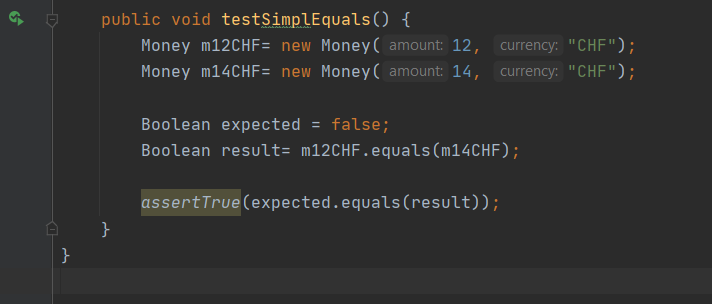 public void testSimplEquals() {
Money m12CHF= new Money( amount: 12, currency: "CHF");
Money m14CHF= new Money( amount: 14, currency: "CHF");
Boolean expected = false;
Boolean result= m12CHF.equals(m14CHF);
assertTrue(expected.equals(result));
}
}